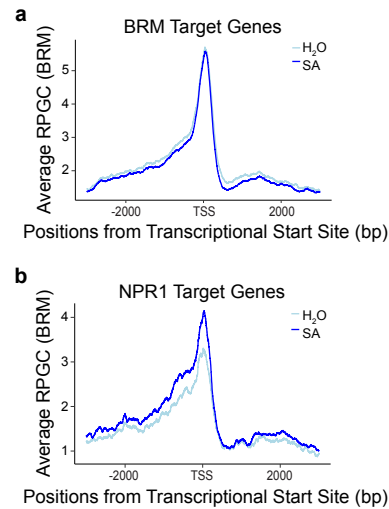 a
BRM Target Genes
H₂O
SA
Average RPGC (BRM)
5
4
3
2
-2000 TSS 2000
Positions from Transcriptional Start Site (bp)
b
NPR1 Target Genes
H₂O
SA
Average RPGC (BRM)
4
3
2
1
-2000 TSS 2000
Positions from Transcriptional Start Site (bp)